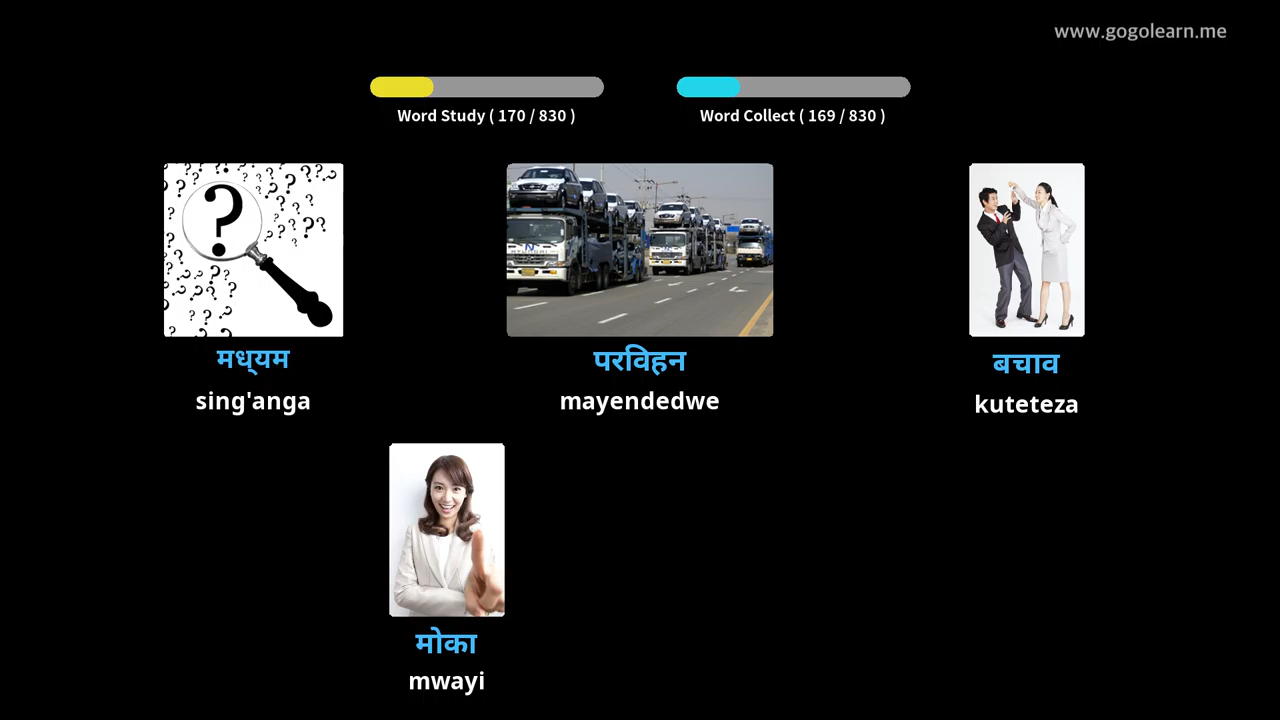 www.gogolearn.me
Word Study ( 170 / 830 )
Word Collect ( 169 / 830 )
मध्‌यम
sing'anga
परविहन
mayendedwe
बचाव
kuteteza
मोका
mwayi